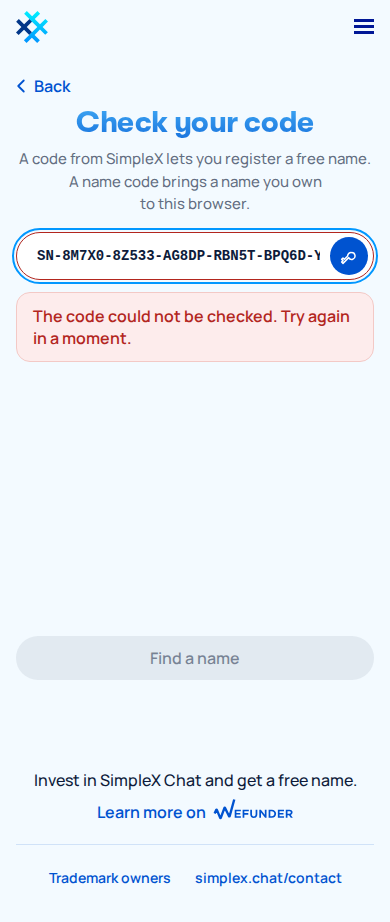 Back
Check your code
A code from SimpleX lets you register a free name.
A name code brings a name you own
to this browser.
SN-8M7X0-8Z533-AG8DP-RBN5T-BPQ6D-Y
The code could not be checked. Try again
in a moment.
Find a name
Invest in SimpleX Chat and get a free name.
Learn more on WEFUNDER
Trademark owners simplex.chat/contact